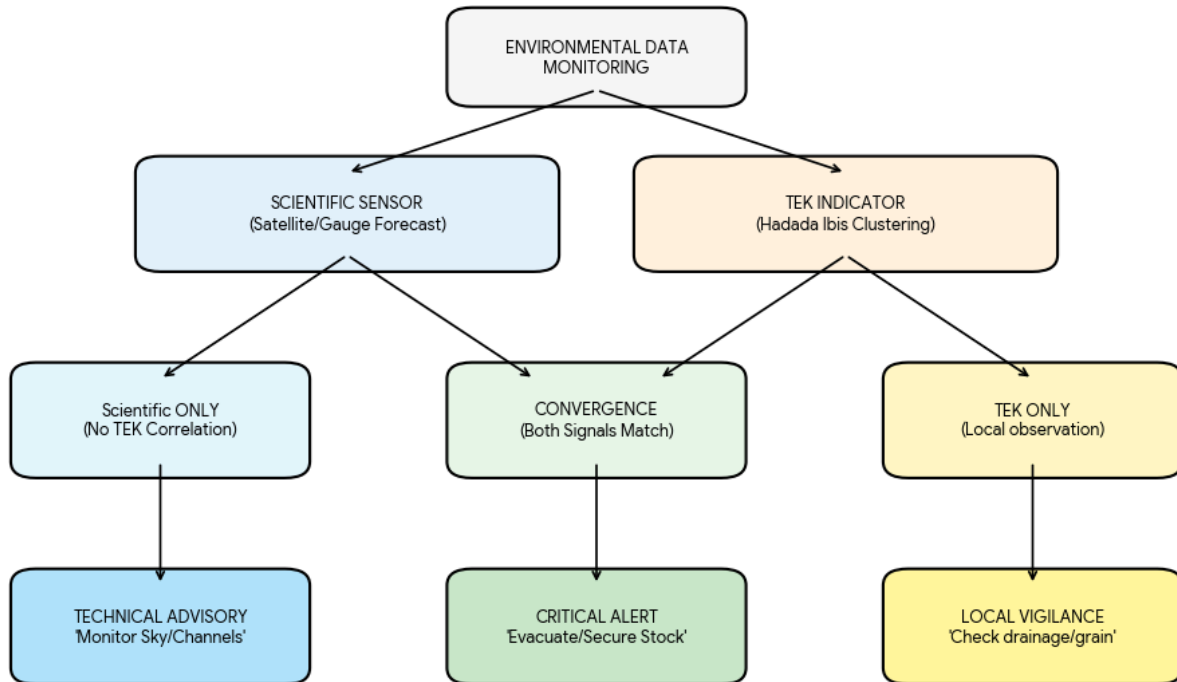 ENVIRONMENTAL DATA
MONITORING
SCIENTIFIC SENSOR
(Satellite/Gauge Forecast)
TEK INDICATOR
(Hadada Ibis Clustering)
Scientific ONLY
(No TEK Correlation)
CONVERGENCE
(Both Signals Match)
TEK ONLY
(Local observation)
TECHNICAL ADVISORY
'Monitor Sky/Channels'
CRITICAL ALERT
'Evacuate/Secure Stock'
LOCAL VIGILANCE
'Check drainage/grain'